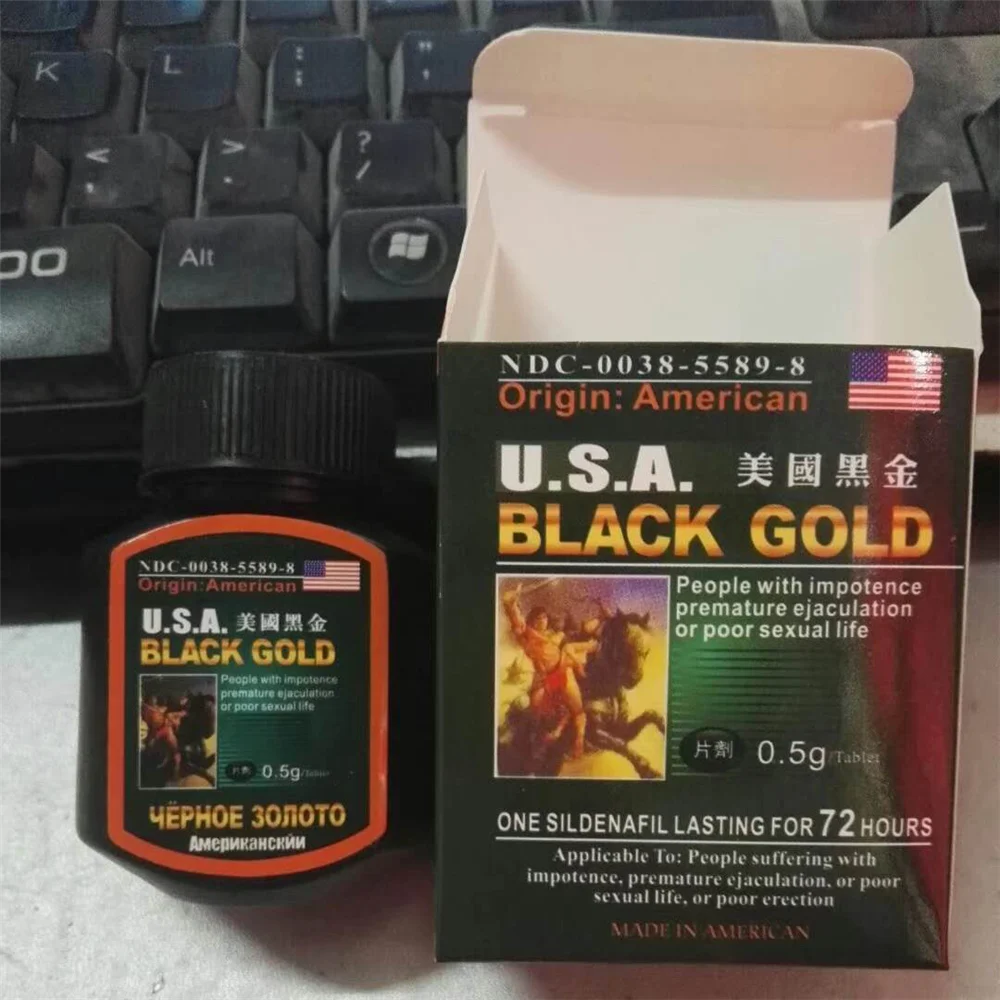 K
L
:
;
"
'
<
,
>
.
?
/
Alt
NDC-0038-5589-8
Origin: American
U.S.A. 美國黑金
BLACK GOLD
People with impotence
premature ejaculation
or poor sexual life
片劑 0.5g/Tablet
ONE SILDENAFIL LASTING FOR 72 HOURS
Applicable To: People suffering with
impotence, premature ejaculation, or poor
sexual life, or poor erection
MADE IN AMERICAN
NDC-0038-5589-8
Origin:American
U.S.A. 美國黑金
BLACK GOLD
People with impotence
premature ejaculation
or poor sexual life
片劑 0.5g/Tablet
ЧЁРНОЕ ЗОЛОТО
Американский